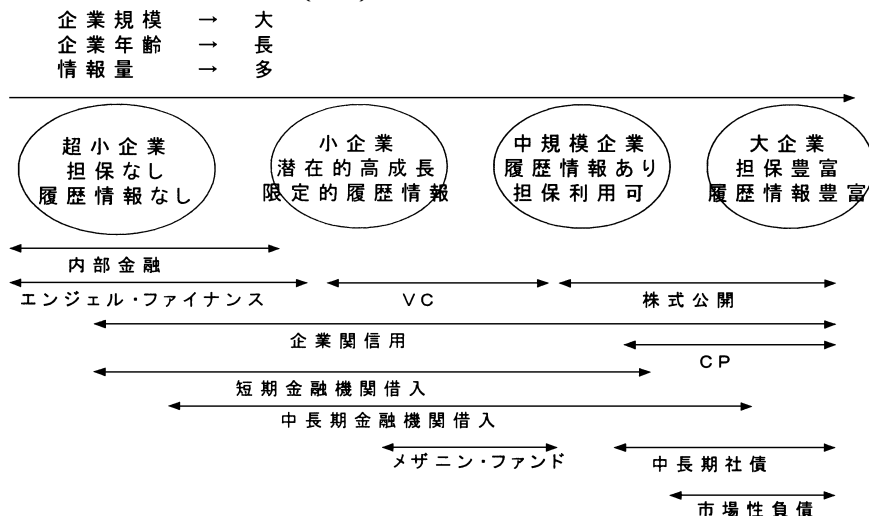 企業規模 → 大
企業年齢 → 長
情報量 → 多
超小企業
担保なし
履歴情報なし
小企業
潜在的高成長
限定的履歴情報
中規模企業
履歴情報あり
担保利用可
大企業
担保豊富
履歴情報豊富
内部金融
エンジェル・ファイナンス
VC
株式公開
企業関信用
CP
短期金融機関借入
中長期金融機関借入
メザニン・ファンド
中長期社債
市場性負債